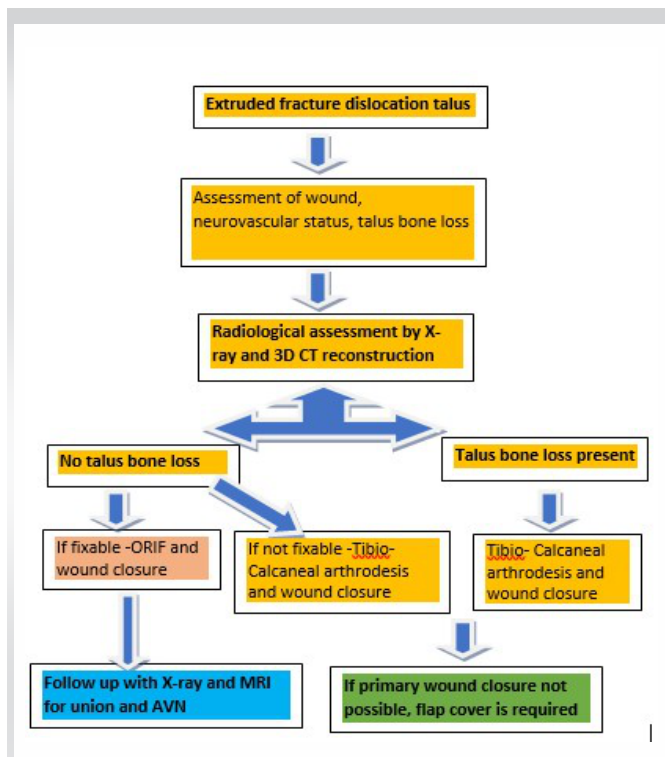 Extruded fracture dislocation talus
Assessment of wound,
neurovascular status, talus bone loss
Radiological assessment by X-
ray and 3D CT reconstruction
No talus bone loss
Talus bone loss present
If fixable -ORIF and
wound closure
If not fixable -Tibio-
Calcaneal arthrodesis
and wound closure
Tibio- Calcaneal
arthrodesis and
wound closure
Follow up with X-ray and MRI
for union and AVN
If primary wound closure not
possible, flap cover is required